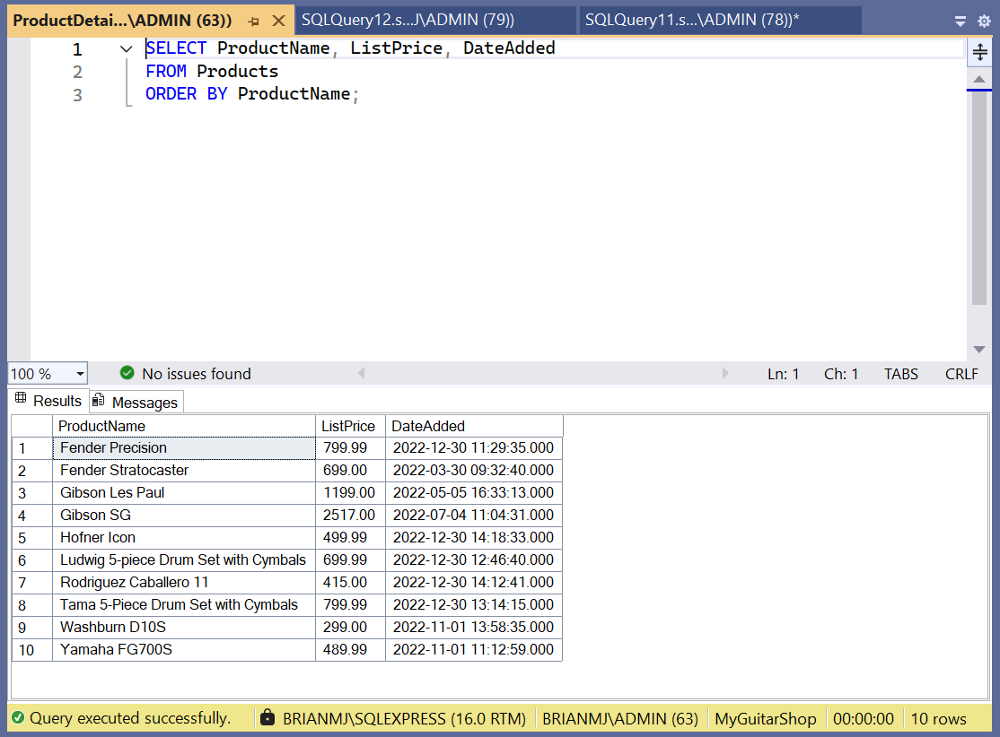 ProductDetai...\ADMIN (63)) SQLQuery12.s...J\ADMIN (79)) SQLQuery11.s...\ADMIN (78))*
1 SELECT ProductName, ListPrice, DateAdded
2 FROM Products
3 ORDER BY ProductName;
100 % No issues found Ln: 1 Ch: 1 TABS CRLF
Results Messages
ProductName ListPrice DateAdded
1 Fender Precision 799.99 2022-12-30 11:29:35.000
2 Fender Stratocaster 699.00 2022-03-30 09:32:40.000
3 Gibson Les Paul 1199.00 2022-05-05 16:33:13.000
4 Gibson SG 2517.00 2022-07-04 11:04:31.000
5 Hofner Icon 499.99 2022-12-30 14:18:33.000
6 Ludwig 5-piece Drum Set with Cymbals 699.99 2022-12-30 12:46:40.000
7 Rodriguez Caballero 11 415.00 2022-12-30 14:12:41.000
8 Tama 5-Piece Drum Set with Cymbals 799.99 2022-12-30 13:14:15.000
9 Washburn D10S 299.00 2022-11-01 13:58:35.000
10 Yamaha FG700S 489.99 2022-11-01 11:12:59.000
Query executed successfully. BRIANMJ\SQLEXPRESS (16.0 RTM) BRIANMJ\ADMIN (63) MyGuitarShop 00:00:00 10 rows